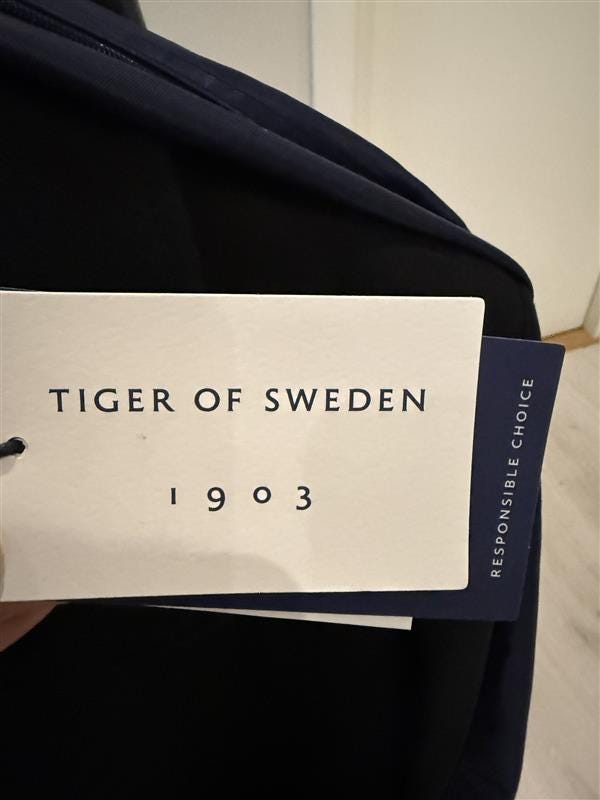 TIGER OF SWEDEN
1903
RESPONSIBLE CHOICE